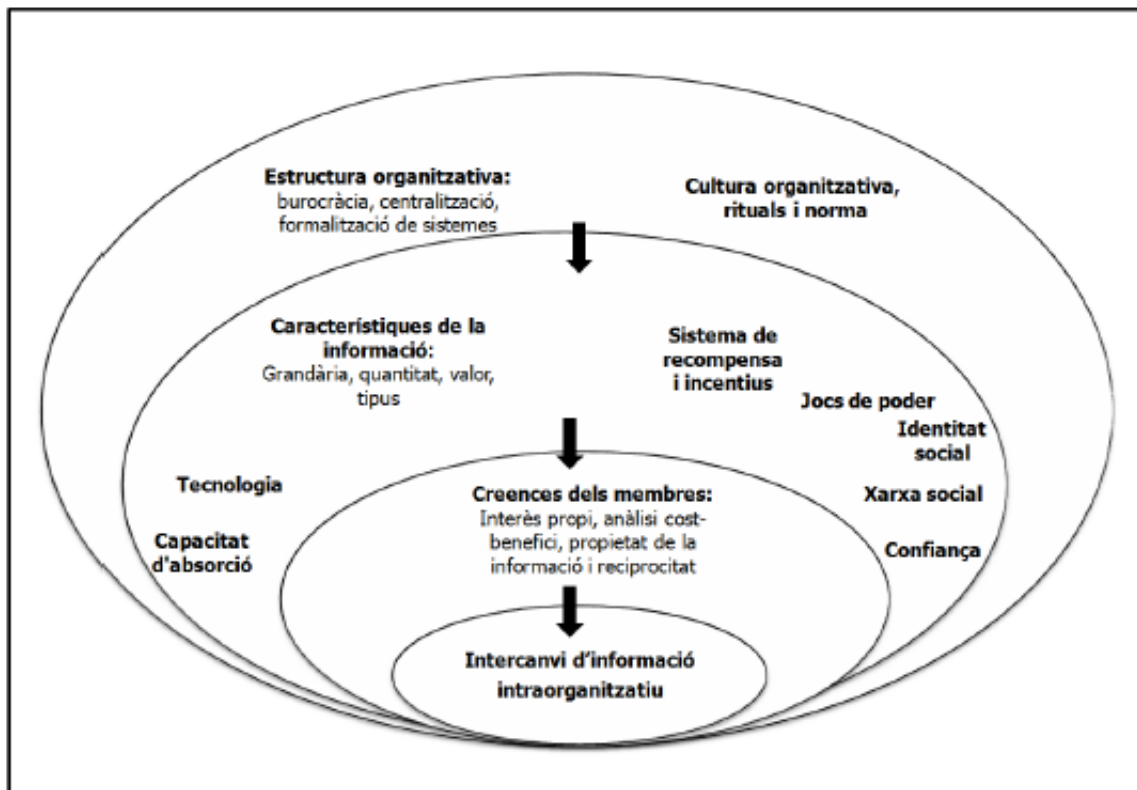 Estructura organitzativa:
burocràcia, centralització,
formalització de sistemes
Cultura organitzativa,
rituals i norma
Característiques de la
informació:
Grandària, quantitat, valor,
tipus
Sistema de
recompensa
i incentius
Jocs de poder
Identitat
social
Tecnologia
Xarxa social
Capacitat
d'absorció
Confiança
Creences dels membres:
Interès propi, anàlisi cost-
benefici, propietat de la
informació i reciprocitat
Intercanvi d’informació
intraorganitzatiu